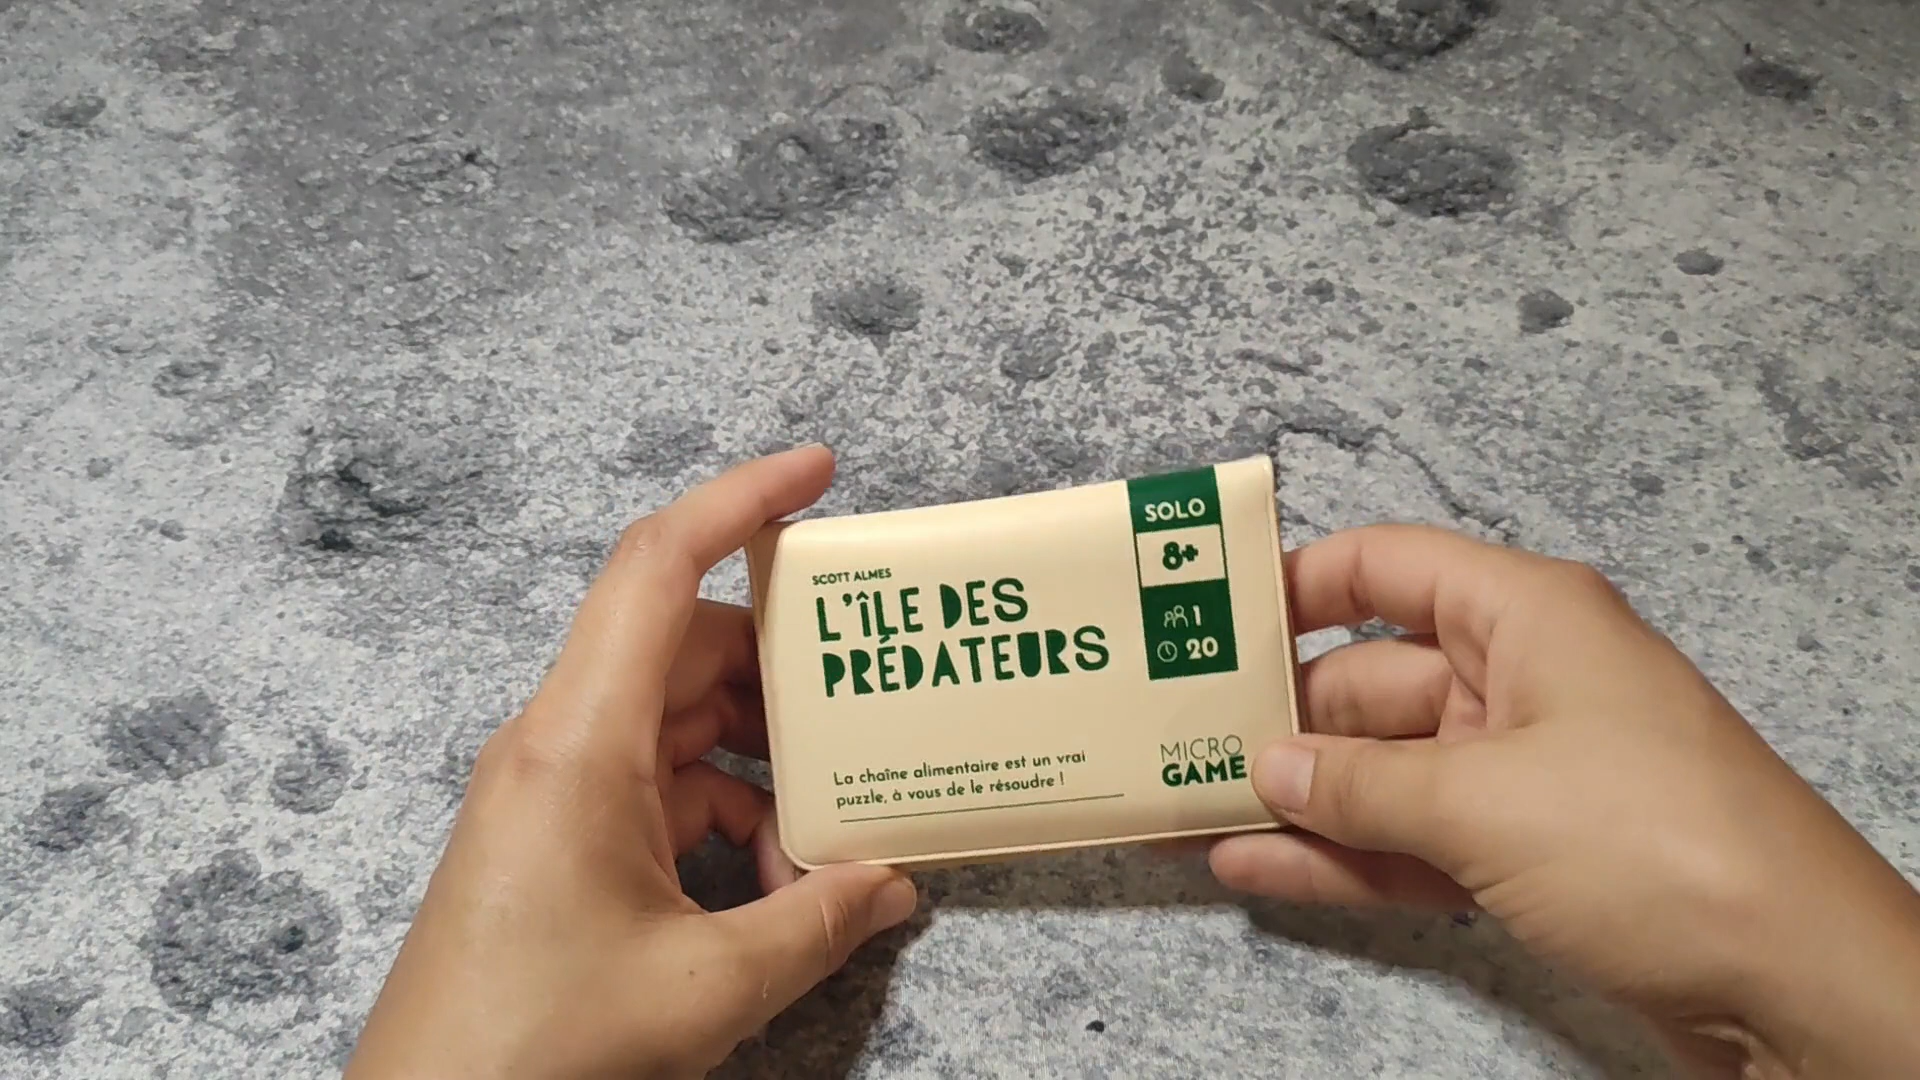 SCOTT ALMES
L'ÎLE DES
PRÉDATEURS
La chaîne alimentaire est un vrai
puzzle, à vous de le résoudre !
SOLO
8+
1
20
MICRO
GAME